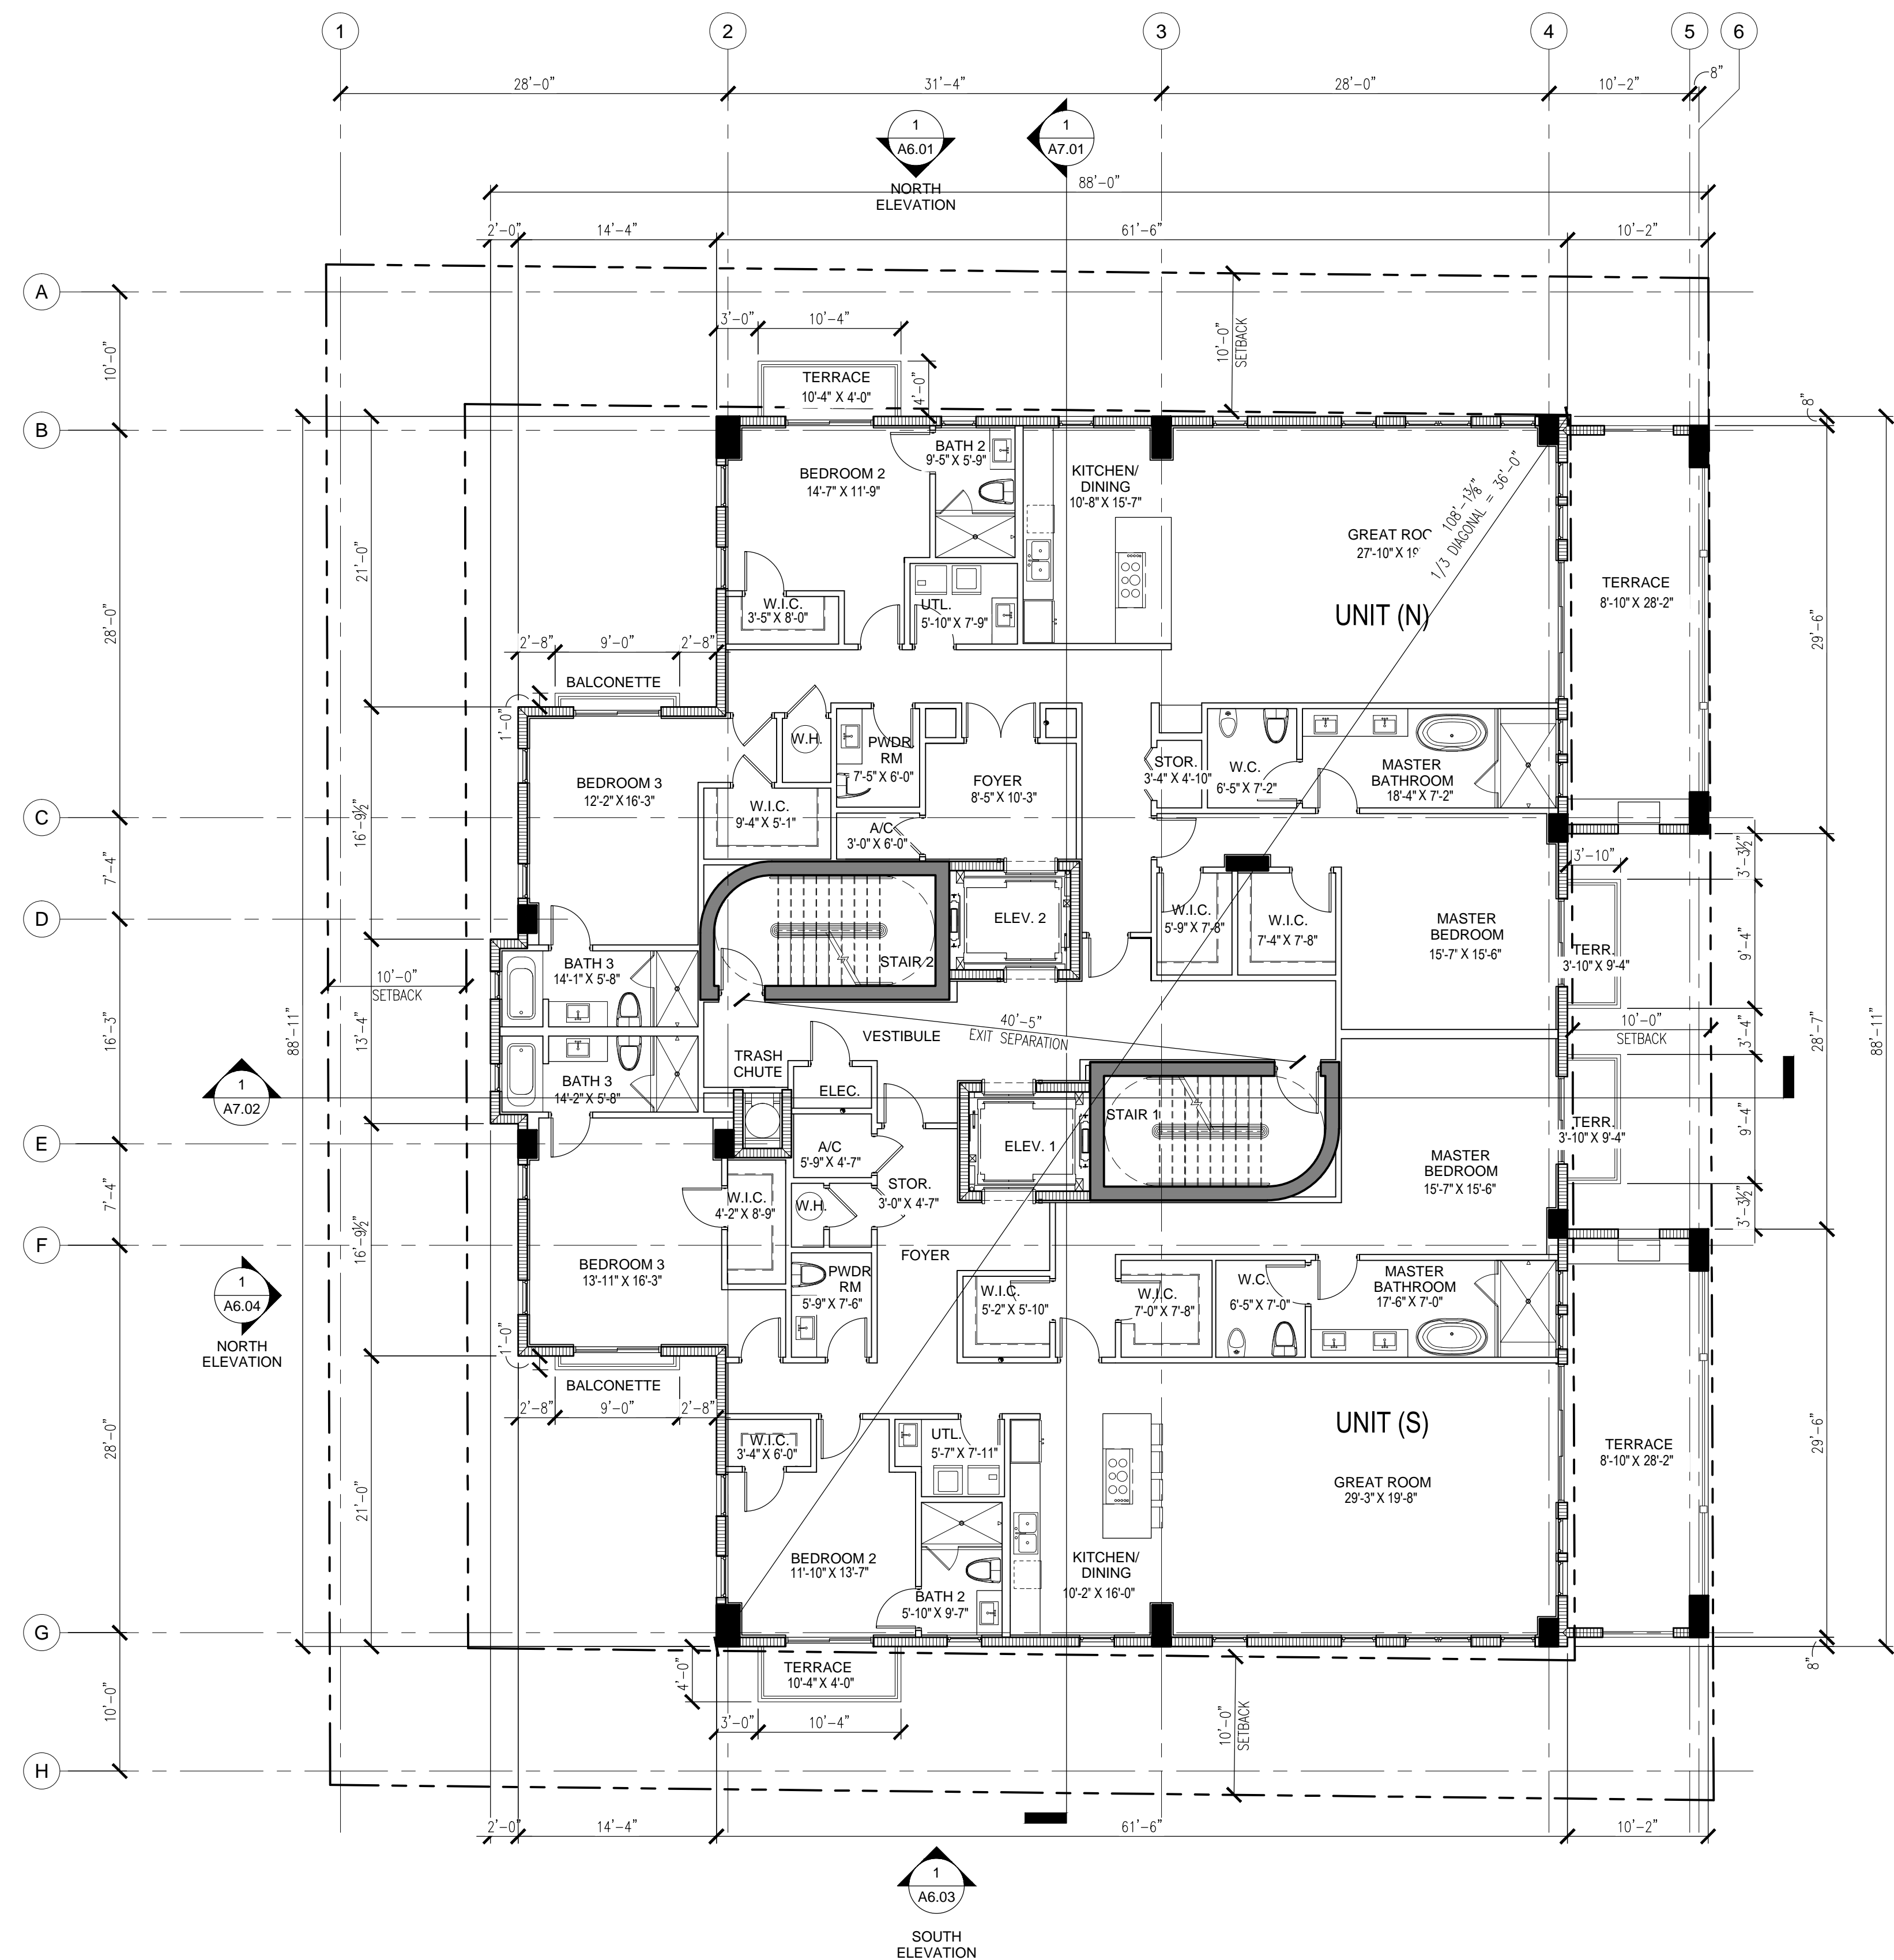 1
2
3
4
5
6
28'-0"
31'-4"
28'-0"
10'-2"
8"
1
A6.01
NORTH
ELEVATION
1
A7.01
88'-0"
2'-0"
14'-4"
61'-6"
10'-2"
A
B
C
D
E
F
G
H
10'-0"
28'-0"
7'-4"
16'-3"
7'-4"
28'-0"
10'-0"
88'-11"
21'-0"
16'-9½"
13'-4"
16'-9½"
21'-0"
3'-0"
10'-4"
4'-0"
TERRACE
10'-4" X 4'-0"
10'-0"
SETBACK
BEDROOM 2
14'-7" X 11'-9"
BATH 2
9'-5" X 5'-9"
KITCHEN/
DINING
10'-8" X 15'-7"
GREAT ROO
27'-10" X 19'
108'-1⅜"
1/3 DIAGONAL = 36'-0"
UNIT (N)
TERRACE
8'-10" X 28'-2"
8"
29'-6"
W.I.C.
3'-5" X 8'-0"
UTL.
5'-10" X 7'-9"
2'-8"
9'-0"
2'-8"
BALCONETTE
1'-0"
W.H.
PWDR
RM
7'-5" X 6'-0"
FOYER
8'-5" X 10'-3"
STOR.
3'-4" X 4'-10"
W.C.
6'-5" X 7'-2"
MASTER
BATHROOM
18'-4" X 7'-2"
BEDROOM 3
12'-2" X 16'-3"
W.I.C.
9'-4" X 5'-1"
A/C
3'-0" X 6'-0"
3'-10"
3'-3½"
ELEV. 2
STAIR 2
W.I.C.
5'-9" X 7'-8"
W.I.C.
7'-4" X 7'-8"
MASTER
BEDROOM
15'-7" X 15'-6"
TERR.
3'-10" X 9'-4"
9'-4"
10'-0"
SETBACK
BATH 3
14'-1" X 5'-8"
VESTIBULE
40'-5"
EXIT SEPARATION
10'-0"
SETBACK
3'-4"
28'-7"
88'-11"
TRASH
CHUTE
ELEC.
BATH 3
14'-2" X 5'-8"
1
A7.02
STAIR 1
ELEV. 1
TERR.
3'-10" X 9'-4"
9'-4"
A/C
5'-9" X 4'-7"
STOR.
3'-0" X 4'-7"
MASTER
BEDROOM
15'-7" X 15'-6"
W.I.C.
4'-2" X 8'-9"
W.H.
3'-3½"
1
A6.04
NORTH
ELEVATION
BEDROOM 3
13'-11" X 16'-3"
FOYER
PWDR
RM
5'-9" X 7'-6"
W.I.C.
5'-2" X 5'-10"
W.I.C.
7'-0" X 7'-8"
W.C.
6'-5" X 7'-0"
MASTER
BATHROOM
17'-6" X 7'-0"
1'-0"
BALCONETTE
2'-8"
9'-0"
2'-8"
W.I.C.
3'-4" X 6'-0"
UTL.
5'-7" X 7'-11"
UNIT (S)
GREAT ROOM
29'-3" X 19'-8"
TERRACE
8'-10" X 28'-2"
29'-6"
BEDROOM 2
11'-10" X 13'-7"
BATH 2
5'-10" X 9'-7"
KITCHEN/
DINING
10'-2" X 16'-0"
8"
TERRACE
10'-4" X 4'-0"
4'-0"
3'-0"
10'-4"
10'-0"
SETBACK
2'-0"
14'-4"
61'-6"
10'-2"
1
A6.03
SOUTH
ELEVATION